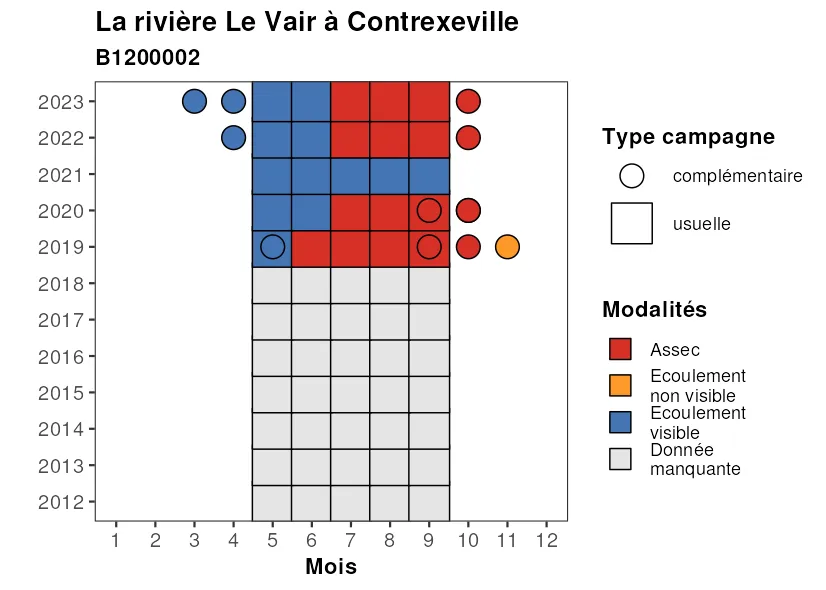 La rivière Le Vair à Contrexeville
B1200002
2023
2022
2021
2020
2019
2018
2017
2016
2015
2014
2013
2012
1 2 3 4 5 6 7 8 9 10 11 12
Mois
Type campagne
complémentaire
usuelle
Modalités
Assec
Ecoulement
non visible
Ecoulement
visible
Donnée
manquante